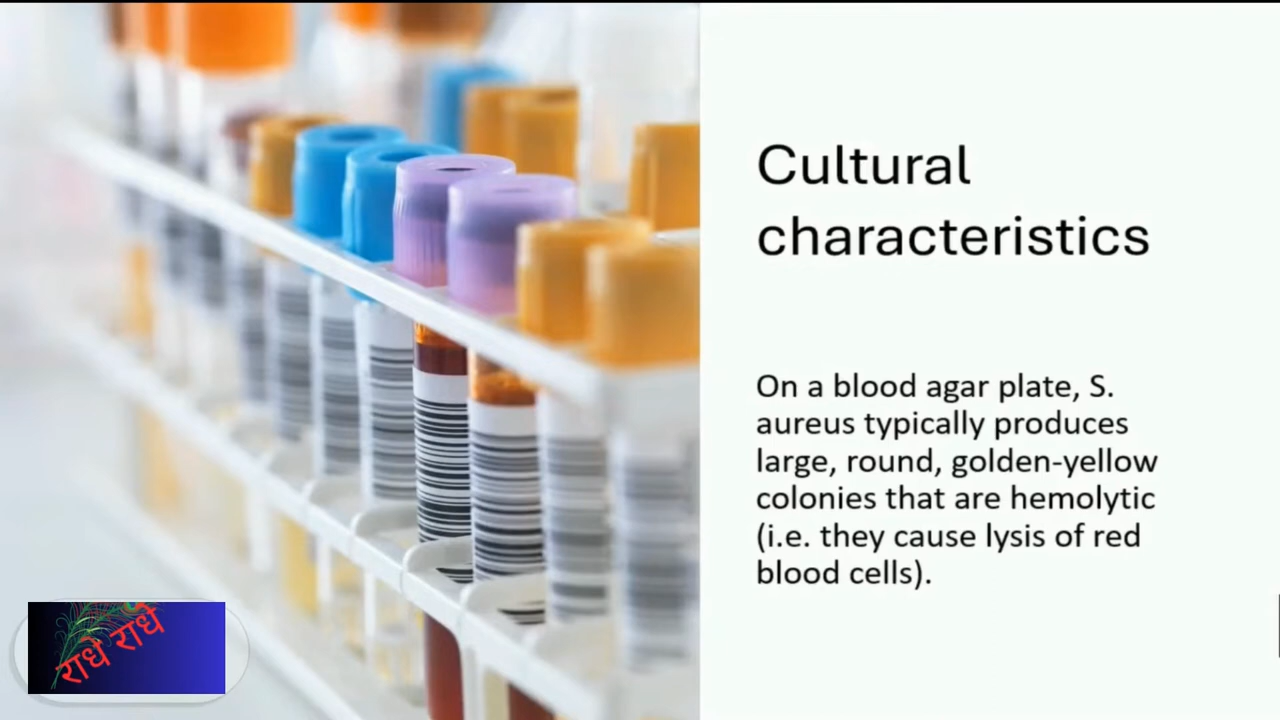 Cultural
characteristics
On a blood agar plate, S.
aureus typically produces
large, round, golden-yellow
colonies that are hemolytic
(i.e. they cause lysis of red
blood cells).
राधे राधे